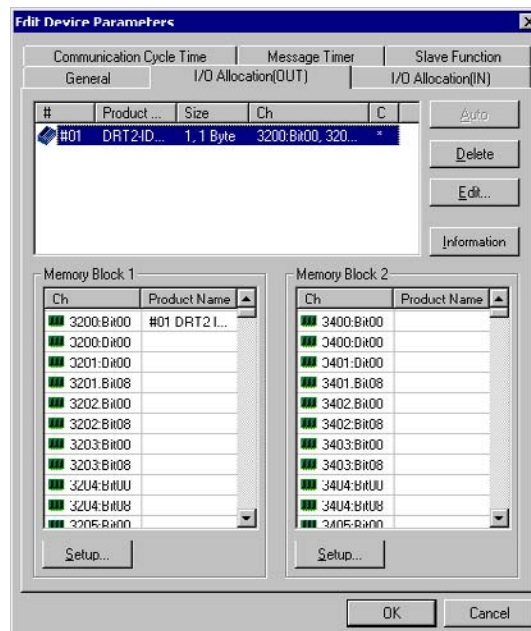 Edit Device Parameters
Communication Cycle Time Message Timer Slave Function
General I/O Allocation(OUT) I/O Allocation(IN)
# Product ... Size Ch C
#01 DRT2-ID... 1, 1 Byte 3200:Bit00, 320... *
Auto
Delete
Edit...
Information
Memory Block 1
Ch Product Name
3200:Bit00 #01 DRT2 I...
3200:Bit00
3201:Bit00
3201.Bit08
3202.Bit00
3202:Bit08
3203:Bit00
3203:Bit08
3204:Bit00
3204:Bit08
3205:Bit00
Setup...
Memory Block 2
Ch Product Name
3400:Bit00
3400:Bit00
3401:Bit00
3401.Bit08
3402.Bit00
3402:Bit08
3403:Bit00
3403:Bit08
3404:Bit00
3404:Bit08
3405:Bit00
Setup...
OK Cancel